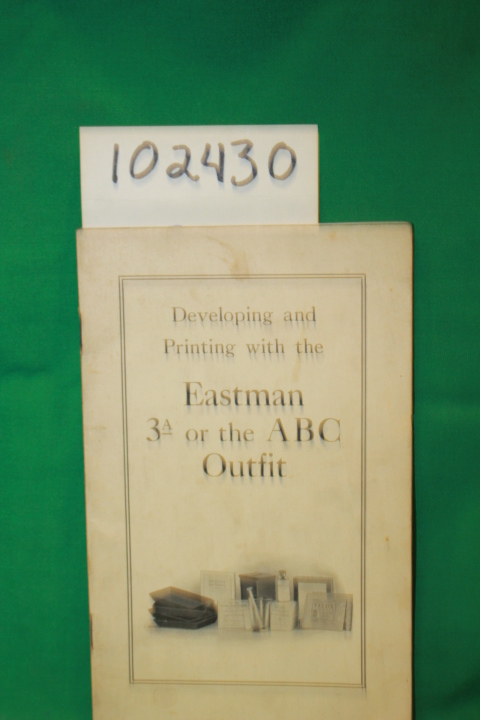 102430
Developing and
Printing with the
Eastman
3A or the ABC
Outfit